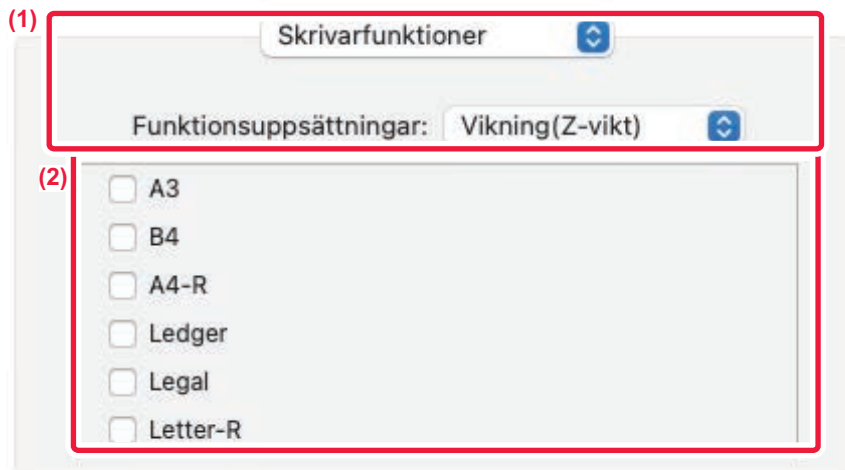 (1)
Skrivarfunktioner
Funktionsuppsättningar: Vikning(Z-vikt)
(2)
A3
B4
A4-R
Ledger
Legal
Letter-R